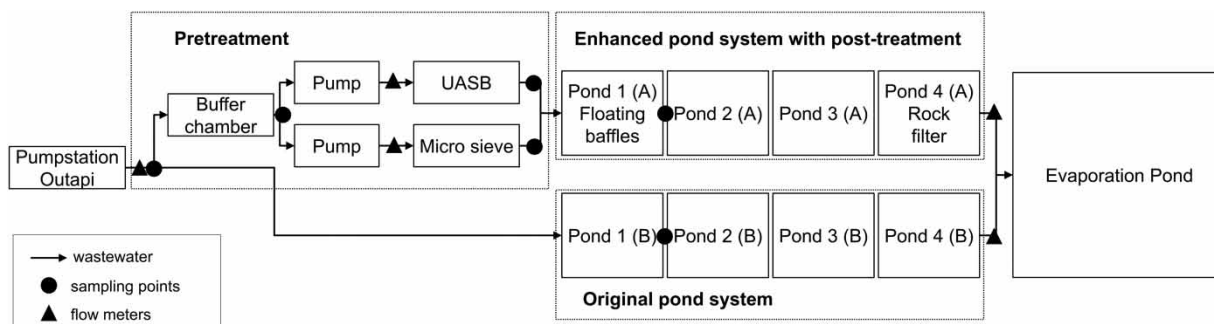 Pretreatment
Enhanced pond system with post-treatment
Pump
UASB
Buffer
chamber
Pump
Micro sieve
Pumpstation
Outapi
Pond 1 (A)
Floating
baffles
Pond 2 (A)
Pond 3 (A)
Pond 4 (A)
Rock
filter
Evaporation Pond
Pond 1 (B)
Pond 2 (B)
Pond 3 (B)
Pond 4 (B)
Original pond system
wastewater
sampling points
flow meters